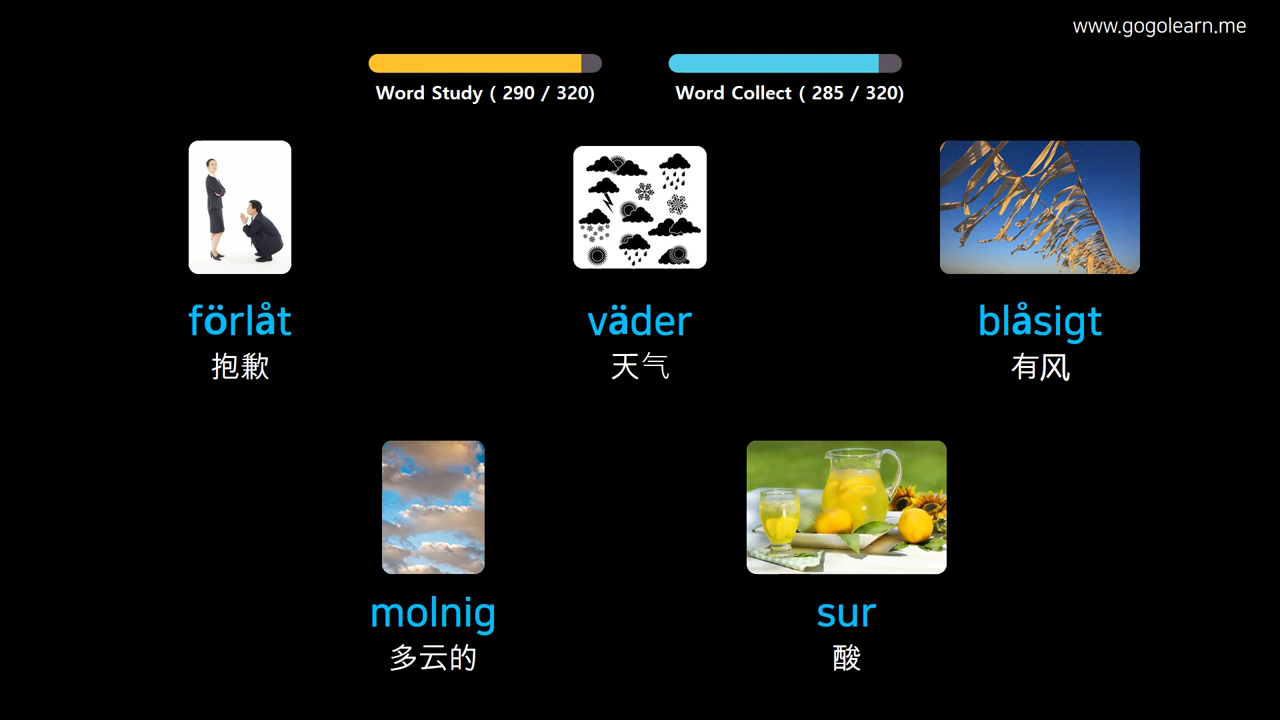 www.gogolearn.me
Word Study ( 290 / 320)
Word Collect ( 285 / 320)
förlåt
抱歉
väder
天气
blåsigt
有风
molnig
多云的
sur
酸